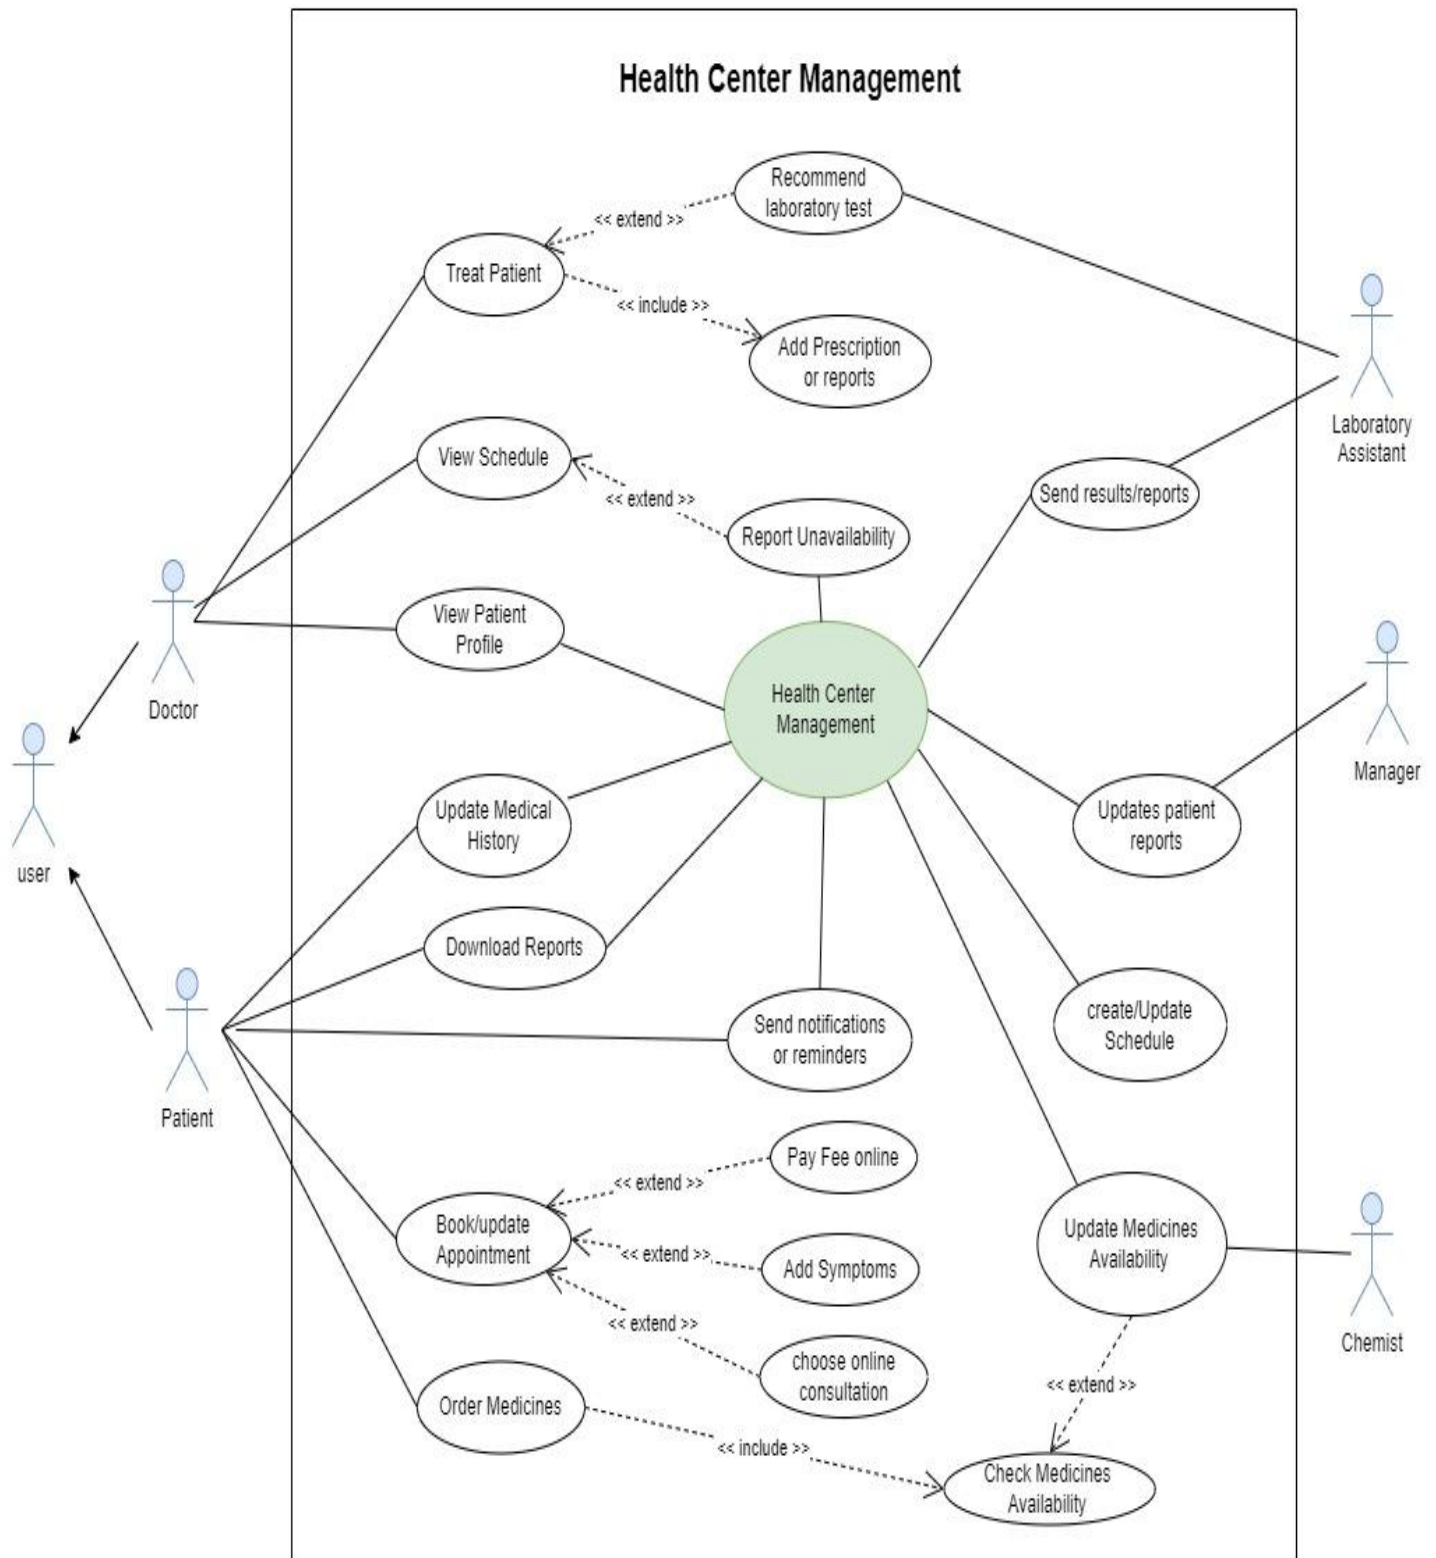 Health Center Management
Recommend
laboratory test
<< extend >>
Treat Patient
<< include >>
Add Prescription
or reports
Laboratory
Assistant
View Schedule
<< extend >>
Send results/reports
Report Unavailability
View Patient
Profile
Doctor
Health Center
Management
Manager
user
Update Medical
History
Updates patient
reports
Download Reports
Send notifications
or reminders
create/Update
Schedule
Patient
Pay Fee online
<< extend >>
Book/update
Appointment
<< extend >>
Add Symptoms
Update Medicines
Availability
<< extend >>
Chemist
choose online
consultation
<< extend >>
Order Medicines
<< include >>
Check Medicines
Availability